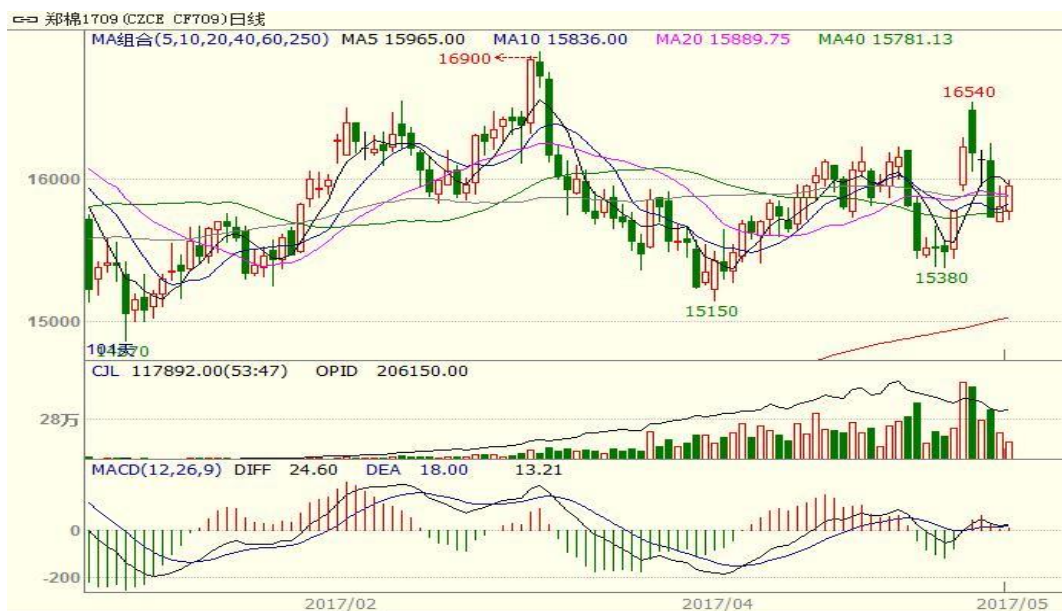 郑棉1709(CZCE CF709)日线
MA组合(5,10,20,40,60,250) MA5 15965.00 MA10 15836.00 MA20 15889.75 MA40 15781.13
16900
16540
16000
15380
15150
15000
CJL 117892.00(53:47) OPID 206150.00
28万
MACD(12,26,9) DIFF 24.60 DEA 18.00 13.21
0
-200
2017/02 2017/04 2017/05